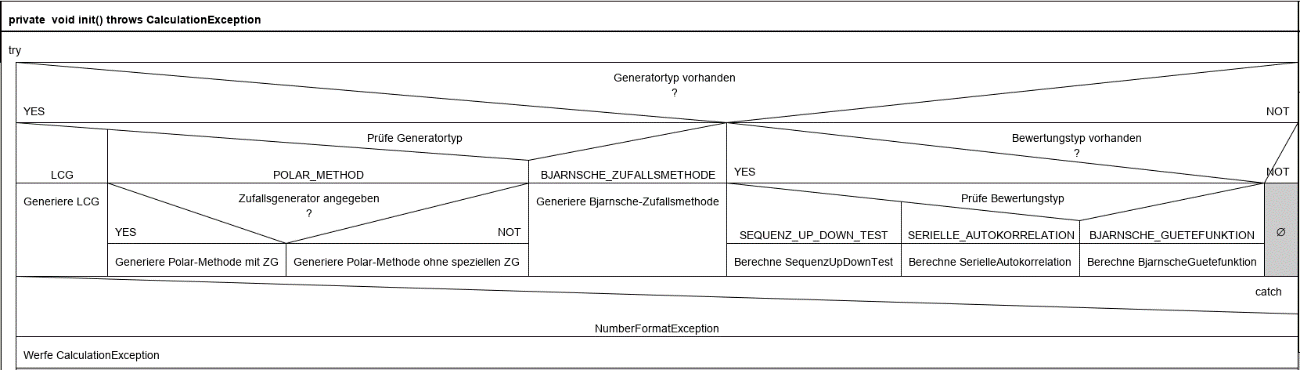 private void init() throws CalculationException
try
Generatortyp vorhanden
?
YES
NOT
Prüfe Generatortyp
Bewertungstyp vorhanden
?
LCG
POLAR_METHOD
BJARNSCHE_ZUFALLSMETHODE
YES
NOT
Generiere LCG
Zufallsgenerator angegeben
?
YES
NOT
Generiere Bjarnsche-Zufallsmethode
Prüfe Bewertungstyp
SEQUENZ_UP_DOWN_TEST
SERIELLE_AUTOKORRELATION
BJARNSCHE_GUETEFUNKTION
∅
Generiere Polar-Methode mit ZG
Generiere Polar-Methode ohne speziellen ZG
Berechne SequenzUpDownTest
Berechne SerielleAutokorrelation
Berechne BjarnscheGuetefunktion
catch
NumberFormatException
Werfe CalculationException